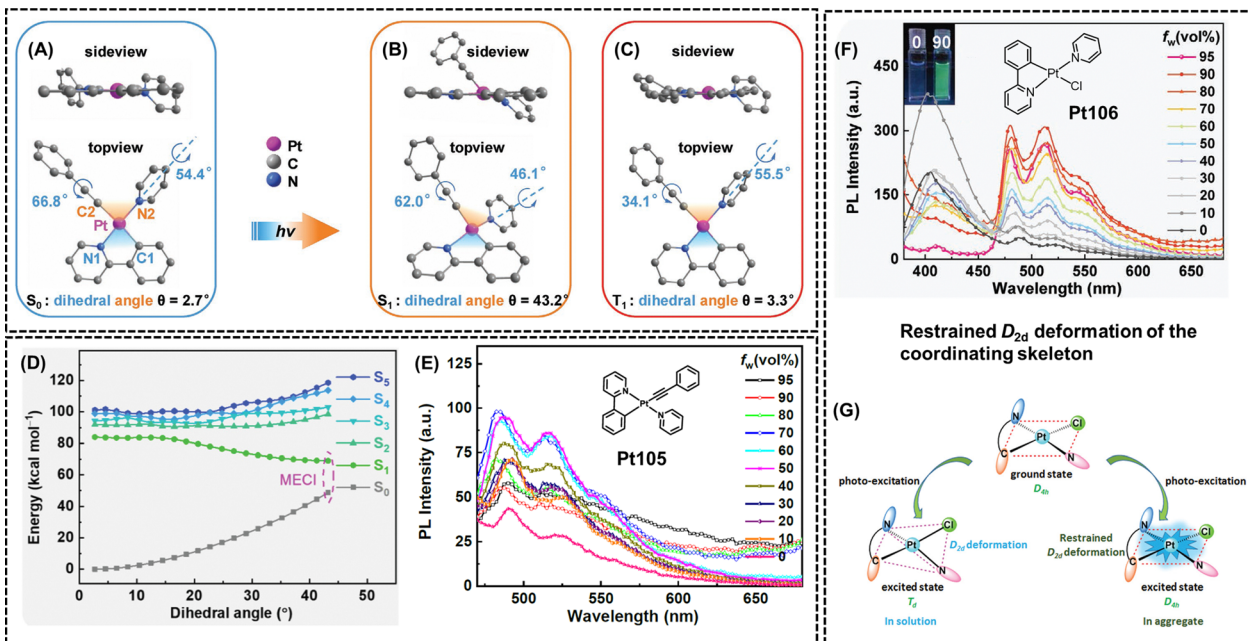 (A)
sideview
topview
66.8°
54.4°
C2
N2
Pt
N1
C1
S₀ : dihedral angle θ = 2.7°
Pt
C
N
hν
(B)
sideview
topview
62.0°
46.1°
S₁ : dihedral angle θ = 43.2°
(C)
sideview
topview
34.1°
55.5°
T₁ : dihedral angle θ = 3.3°
(D)
Energy (kcal mol⁻¹)
120
100
80
60
40
20
0
S₅
S₄
S₃
S₂
S₁
S₀
MECI
0 10 20 30 40 50
Dihedral angle (°)
(E)
PL Intensity (a.u.)
125
100
75
50
25
0
N
Pt
N
Pt105
fw(vol%)
95
90
80
70
60
50
40
30
20
10
0
500 550 600 650
Wavelength (nm)
(F)
PL Intensity (a.u.)
450
300
150
0
0 90
N
Pt
N
Cl
Pt106
fw(vol%)
95
90
80
70
60
50
40
30
20
10
0
400 450 500 550 600 650
Wavelength (nm)
Restrained D2d deformation of the
coordinating skeleton
(G)
N
Cl
Pt
C
N
ground state
D4h
photo-excitation
photo-excitation
N
Cl
Pt
C
N
D2d deformation
excited state
Td
In solution
Restrained
D2d deformation
N
Cl
Pt
C
N
excited state
D4h
In aggregate